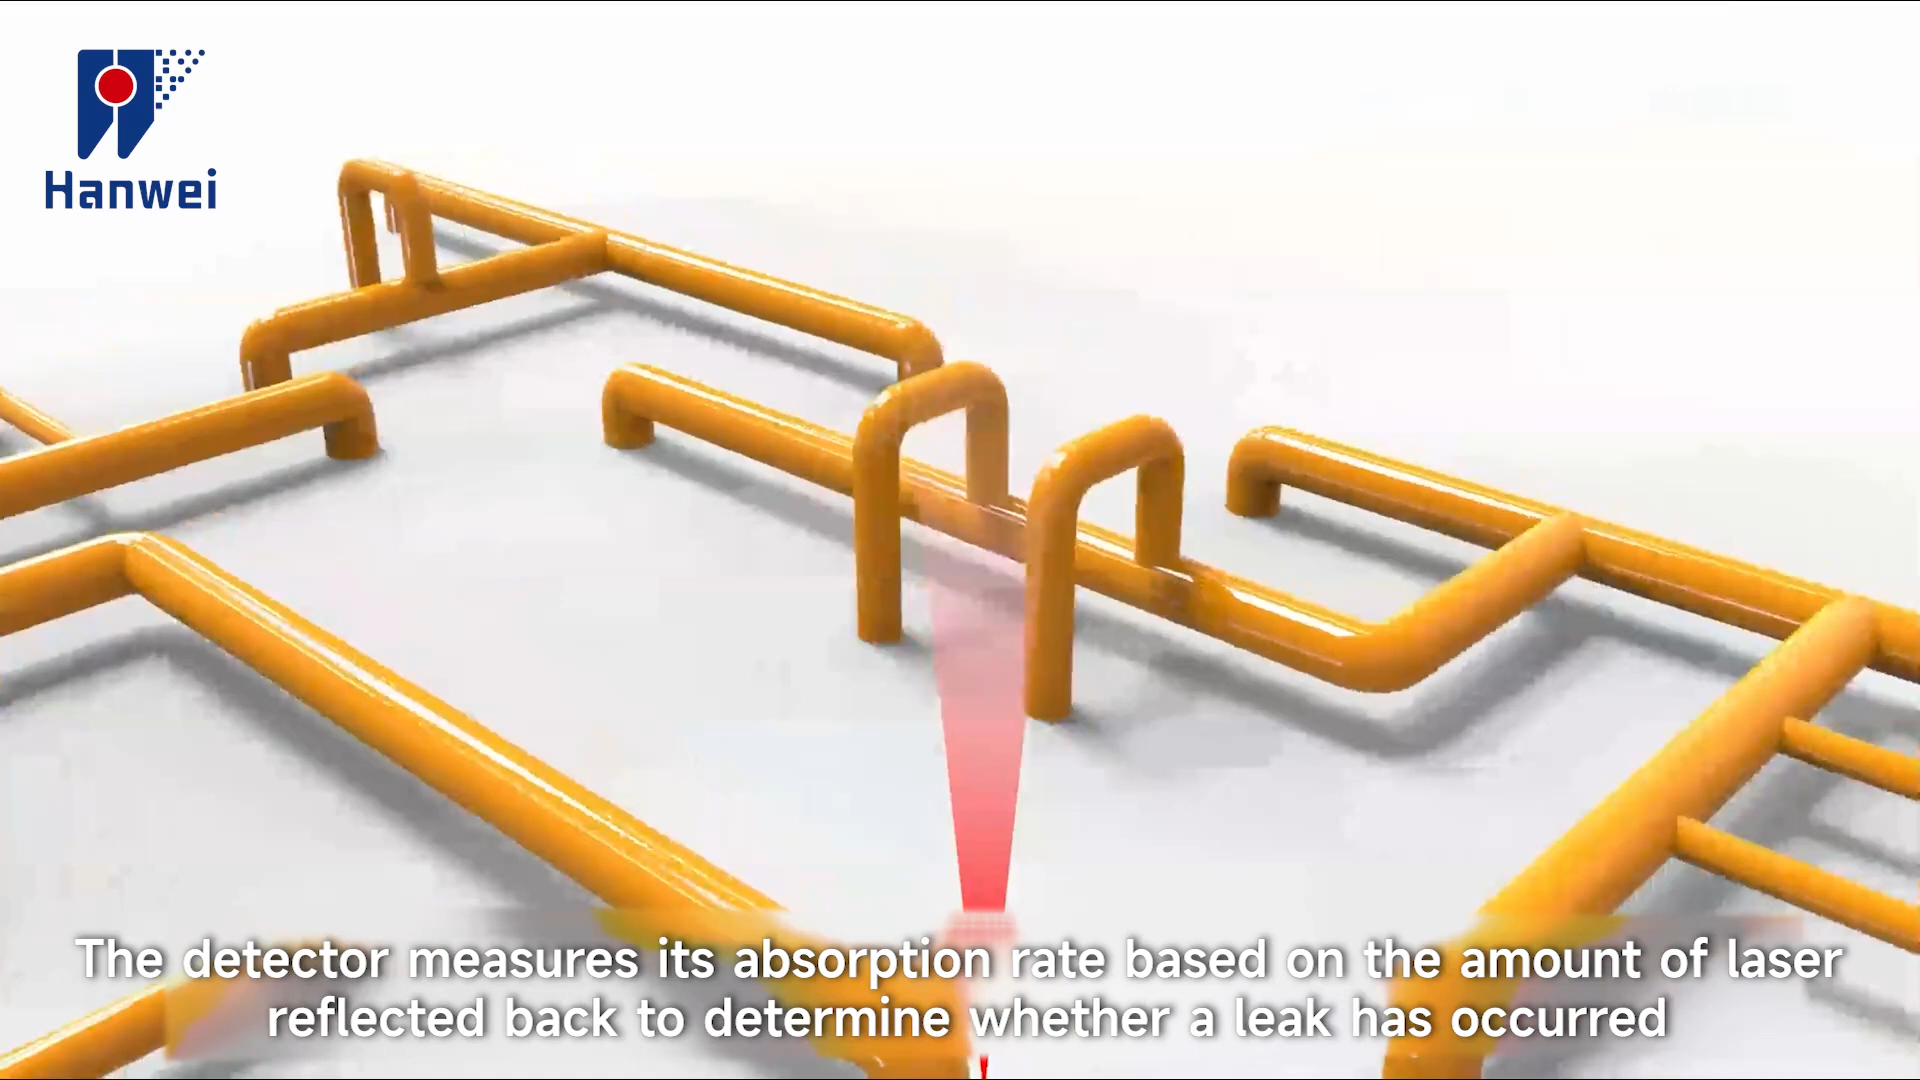 Hanwei
The detector measures its absorption rate based on the amount of laser
reflected back to determine whether a leak has occurred